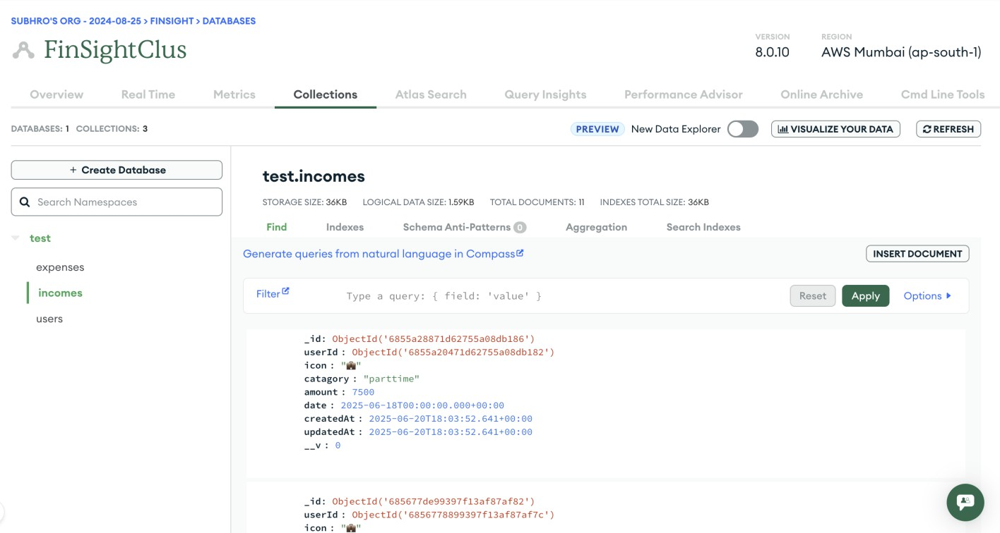 SUBHRO'S ORG - 2024-08-25 > FINSIGHT > DATABASES
FinSightClus
VERSION
8.0.10
REGION
AWS Mumbai (ap-south-1)
Overview Real Time Metrics Collections Atlas Search Query Insights Performance Advisor Online Archive Cmd Line Tools
DATABASES: 1 COLLECTIONS: 3
PREVIEW New Data Explorer VISUALIZE YOUR DATA REFRESH
+ Create Database
Search Namespaces
test
expenses
incomes
users
test.incomes
STORAGE SIZE: 36KB LOGICAL DATA SIZE: 1.59KB TOTAL DOCUMENTS: 11 INDEXES TOTAL SIZE: 36KB
Find Indexes Schema Anti-Patterns 0 Aggregation Search Indexes
Generate queries from natural language in Compass
INSERT DOCUMENT
Filter Type a query: { field: 'value' } Reset Apply Options
_id: ObjectId('6855a28871d62755a08db186')
userId : ObjectId('6855a20471d62755a08db182')
icon : "💼"
catagory : "parttime"
amount : 7500
date : 2025-06-18T00:00:00.000+00:00
createdAt : 2025-06-20T18:03:52.641+00:00
updatedAt : 2025-06-20T18:03:52.641+00:00
__v : 0
_id: ObjectId('685677de99397f13af87af82')
userId : ObjectId('6856778899397f13af87af7c')
icon : "💼"